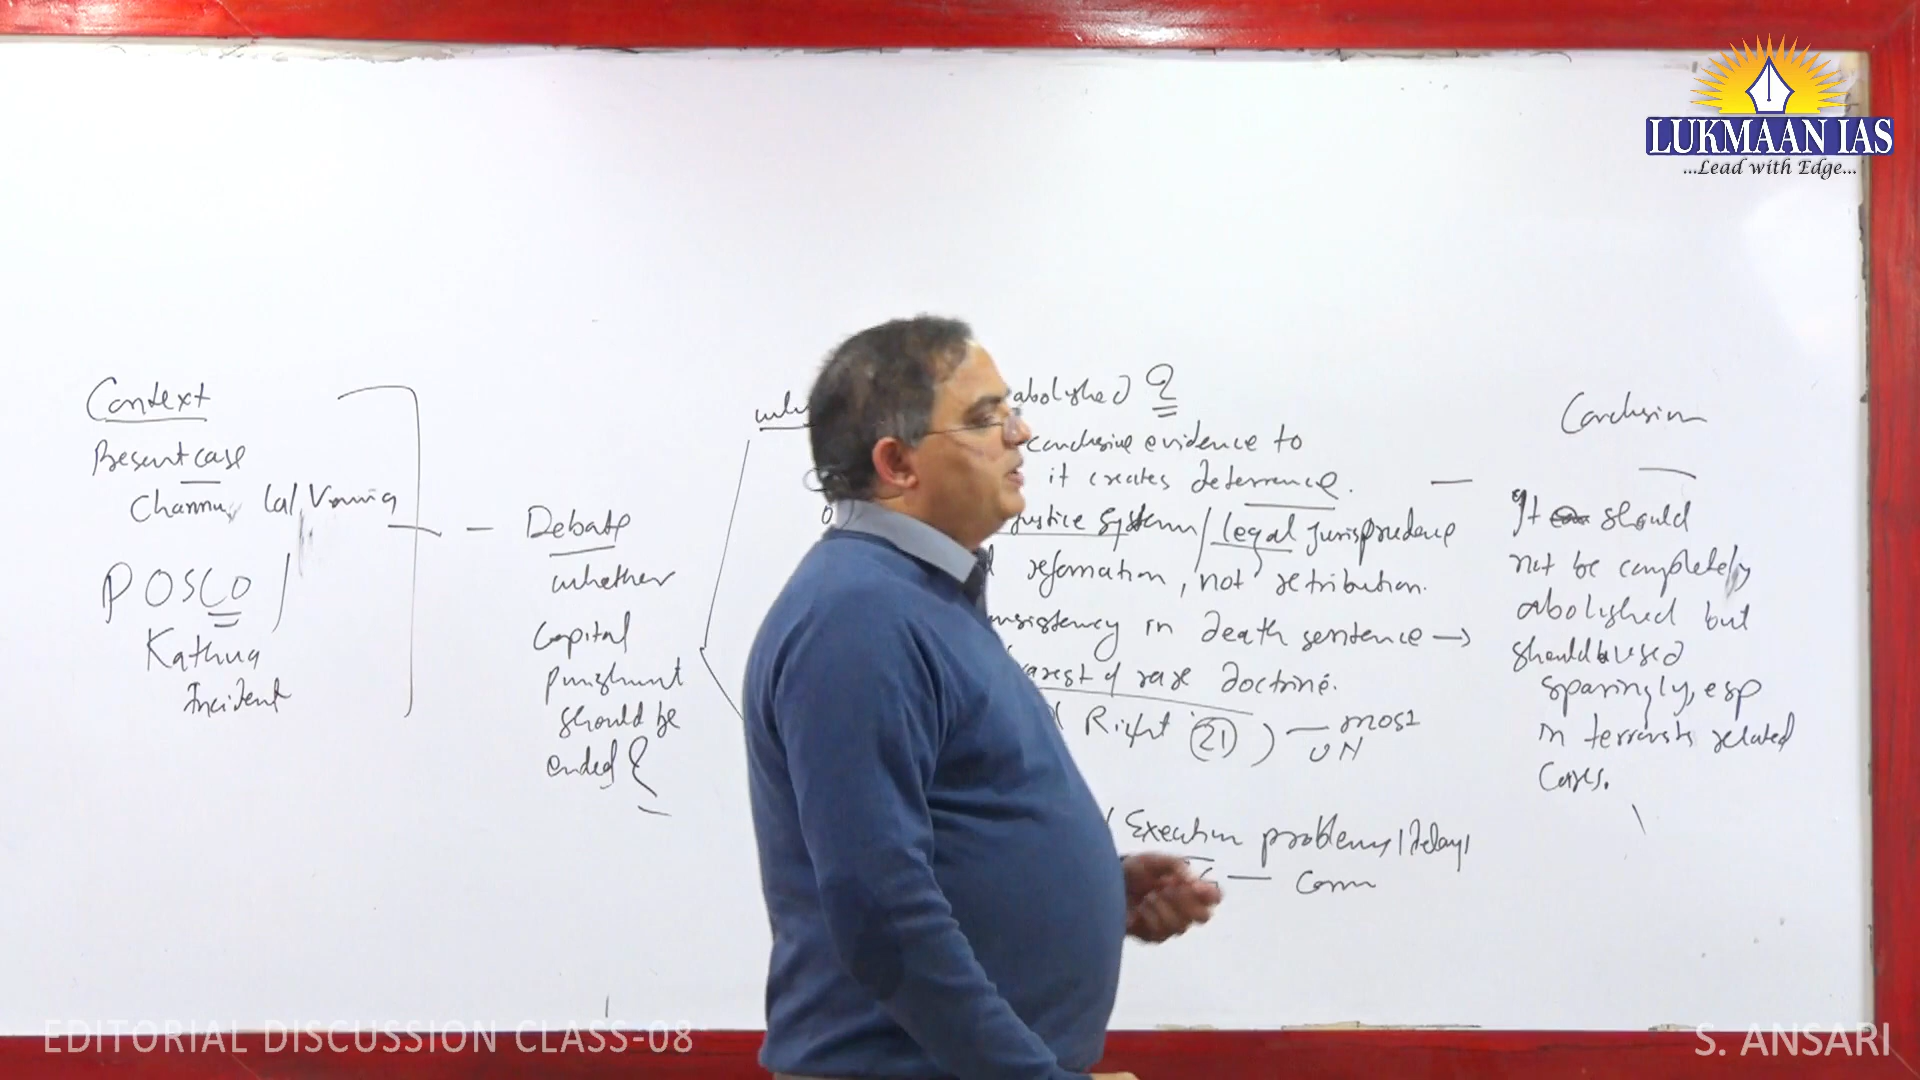 LUKMAAN IAS
...Lead with Edge...
Context
Present case
Channu Lal Verma
POSCO
Kathua
Incident
Debate
whether
Capital
punishment
should be
ended
abolished ?
conclusive evidence to
it creates deterrence.
justice system / legal jurisprudence
reformation, not retribution.
in death sentence →
rarest of rare doctrine.
Right (21) ) — most
UN
Execution problems / delay /
Conclusion
It should
not be completely
abolished but
should be used
sparingly, esp
in terrorists related
Cases.
EDITORIAL DISCUSSION CLASS-08
S. ANSARI